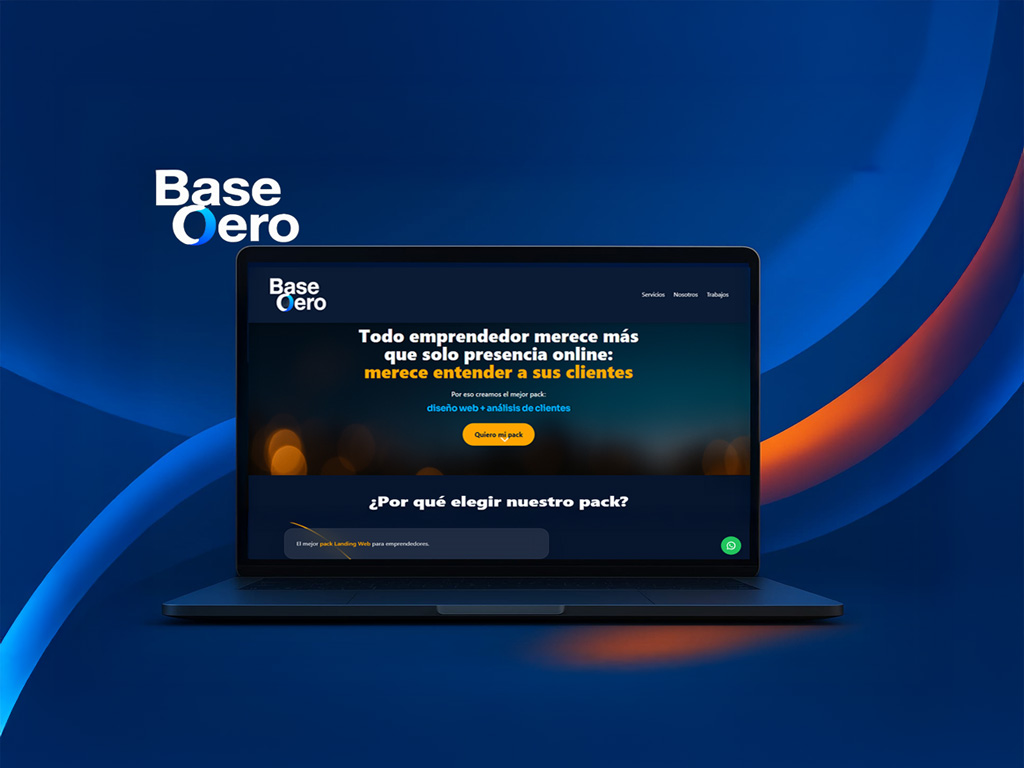 Base
0ero
Base
0ero
Servicios Nosotros Trabajos
Todo emprendedor merece más
que solo presencia online:
merece entender a sus clientes
Por eso creamos el mejor pack:
diseño web + análisis de clientes
Quiero mi pack
¿Por qué elegir nuestro pack?
El mejor pack Landing Web para emprendedores.